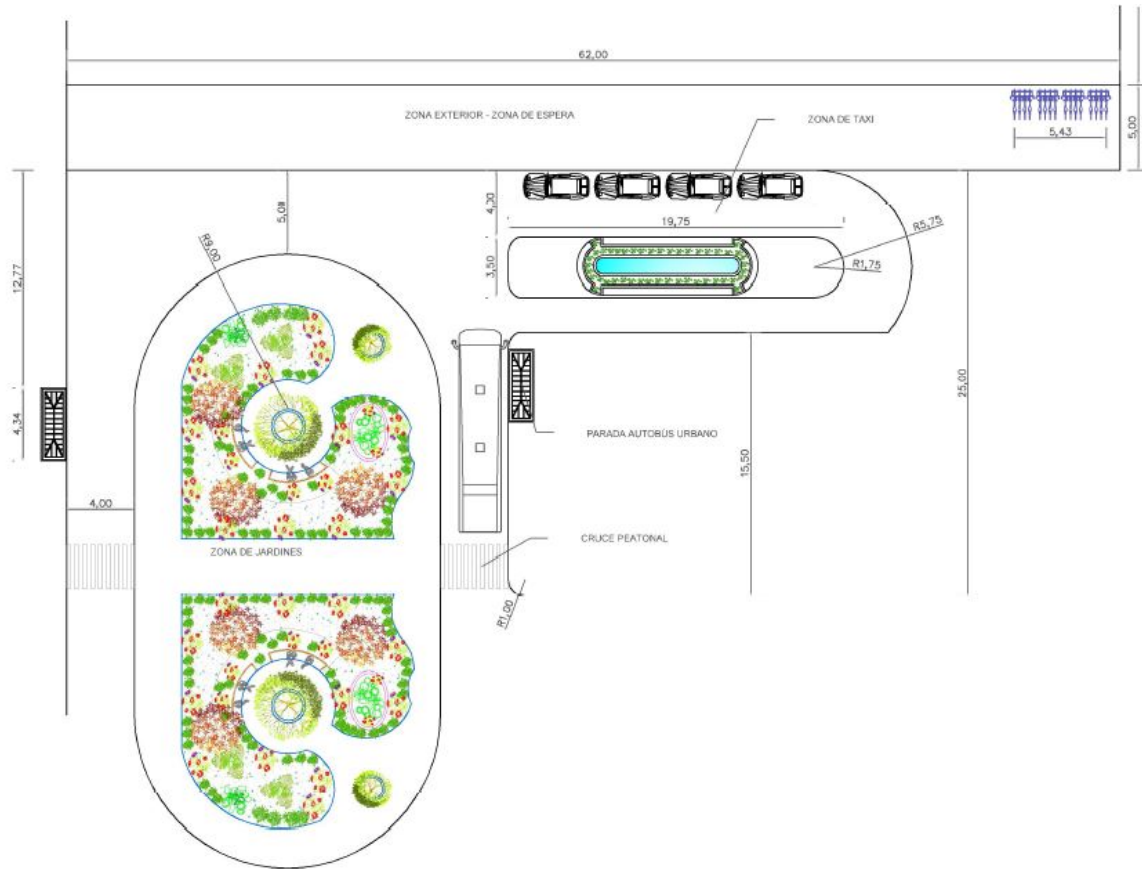 62,00
ZONA EXTERIOR - ZONA DE ESPERA
ZONA DE TAXI
5,43
5,00
12,77
5,08
4,00
19,75
R5,75
R1,75
3,50
R9,00
25,00
4,34
PARADA AUTOBÚS URBANO
15,50
4,00
CRUCE PEATONAL
ZONA DE JARDINES
R1,00